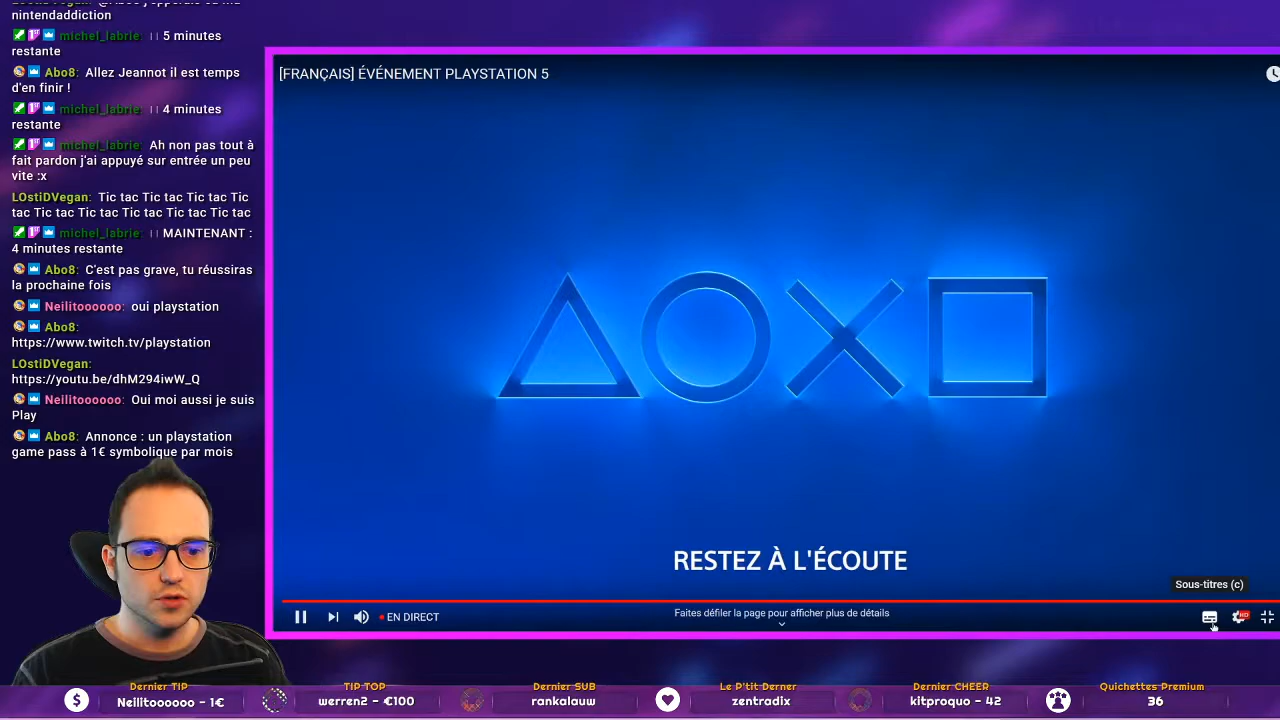 nintendaddiction
michel_labrie: 5 minutes
restante
Abo8: Allez Jeannot il est temps
d'en finir !
michel_labrie: 4 minutes
restante
michel_labrie: Ah non pas tout à
fait pardon j'ai appuyé sur entrée un peu
vite :x
LOstiDVegan: Tic tac Tic tac Tic tac Tic
tac Tic tac Tic tac Tic tac Tic tac Tic tac
michel_labrie: MAINTENANT :
4 minutes restante
Abo8: C'est pas grave, tu réussiras
la prochaine fois
Neilitoooooo: oui playstation
Abo8:
https://www.twitch.tv/playstation
LOstiDVegan:
https://youtu.be/dhM294iwW_Q
Neilitoooooo: Oui moi aussi je suis
Play
Abo8: Annonce : un playstation
game pass à 1€ symbolique par mois
[FRANÇAIS] ÉVÉNEMENT PLAYSTATION 5
RESTEZ À L'ÉCOUTE
Sous-titres (c)
EN DIRECT
Faites défiler la page pour afficher plus de détails
HD
Dernier TIP
Neilitoooooo - 1€
TIP TOP
werren2 - €100
Dernier SUB
rankalauw
Le P'tit Derner
zentradix
Dernier CHEER
kitproquo - 42
Quichettes Premium
36